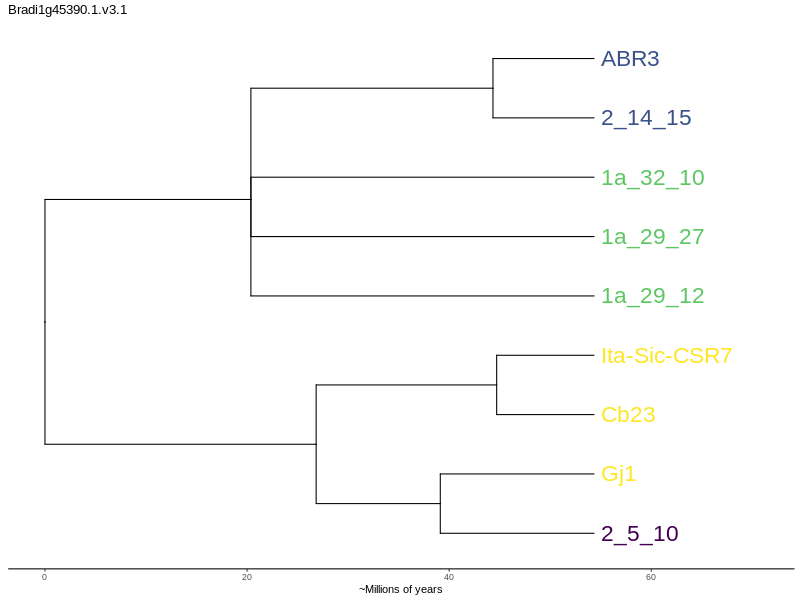 Bradi1g45390.1.v3.1
ABR3
2_14_15
1a_32_10
1a_29_27
1a_29_12
Ita-Sic-CSR7
Cb23
Gj1
2_5_10
0 20 40 60
~Millions of years